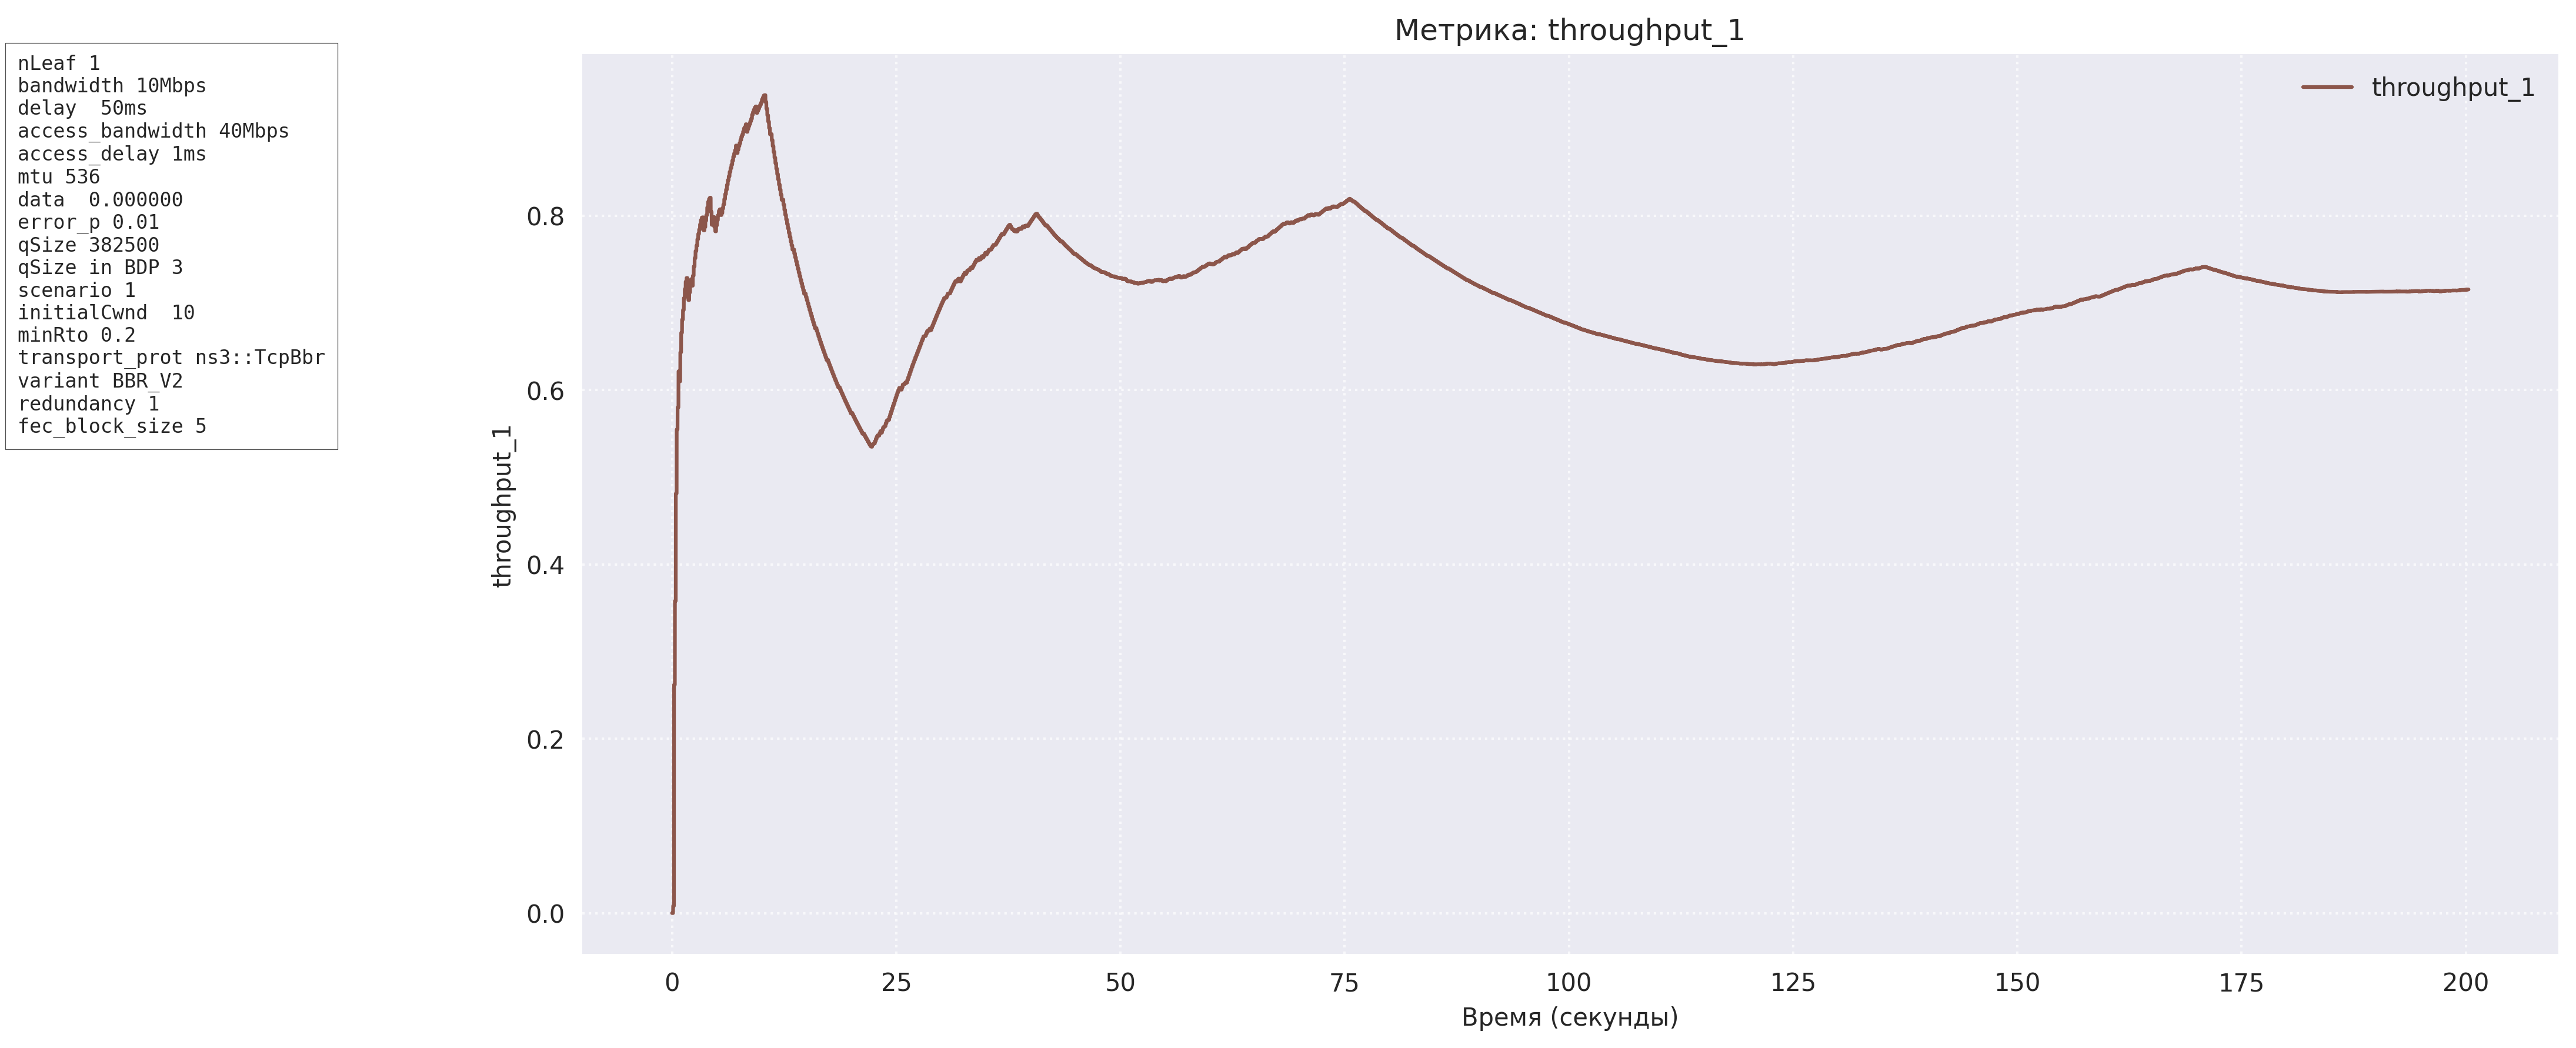 Метрика: throughput_1
nLeaf 1
bandwidth 10Mbps
delay  50ms
access_bandwidth 40Mbps
access_delay 1ms
mtu 536
data  0.000000
error_p 0.01
qSize 382500
qSize in BDP 3
scenario 1
initialCwnd  10
minRto 0.2
transport_prot ns3::TcpBbr
variant BBR_V2
redundancy 1
fec_block_size 5
throughput_1
throughput_1
0.8
0.6
0.4
0.2
0.0
0 25 50 75 100 125 150 175 200
Время (секунды)